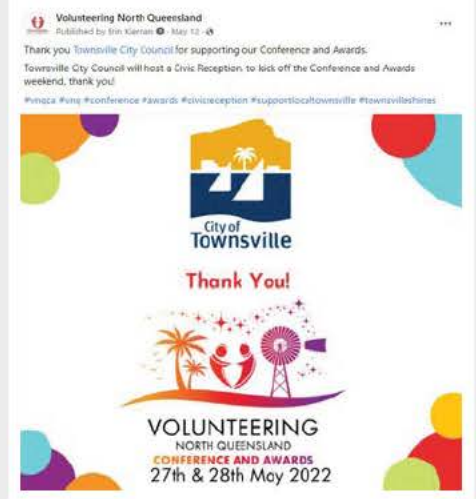 Volunteering North Queensland
Published by Erin Kiernan · May 12 ·
Thank you Townsville City Council for supporting our Conference and Awards.
Townsville City Council will host a Civic Reception to kick off the Conference and Awards
weekend, thank you!
#vnqca #vnq #conference #awards #civicreception #supportlocaltownsville #townsvilleshines
City of
Townsville
Thank You!
VOLUNTEERING
NORTH QUEENSLAND
CONFERENCE AND AWARDS
27th & 28th May 2022